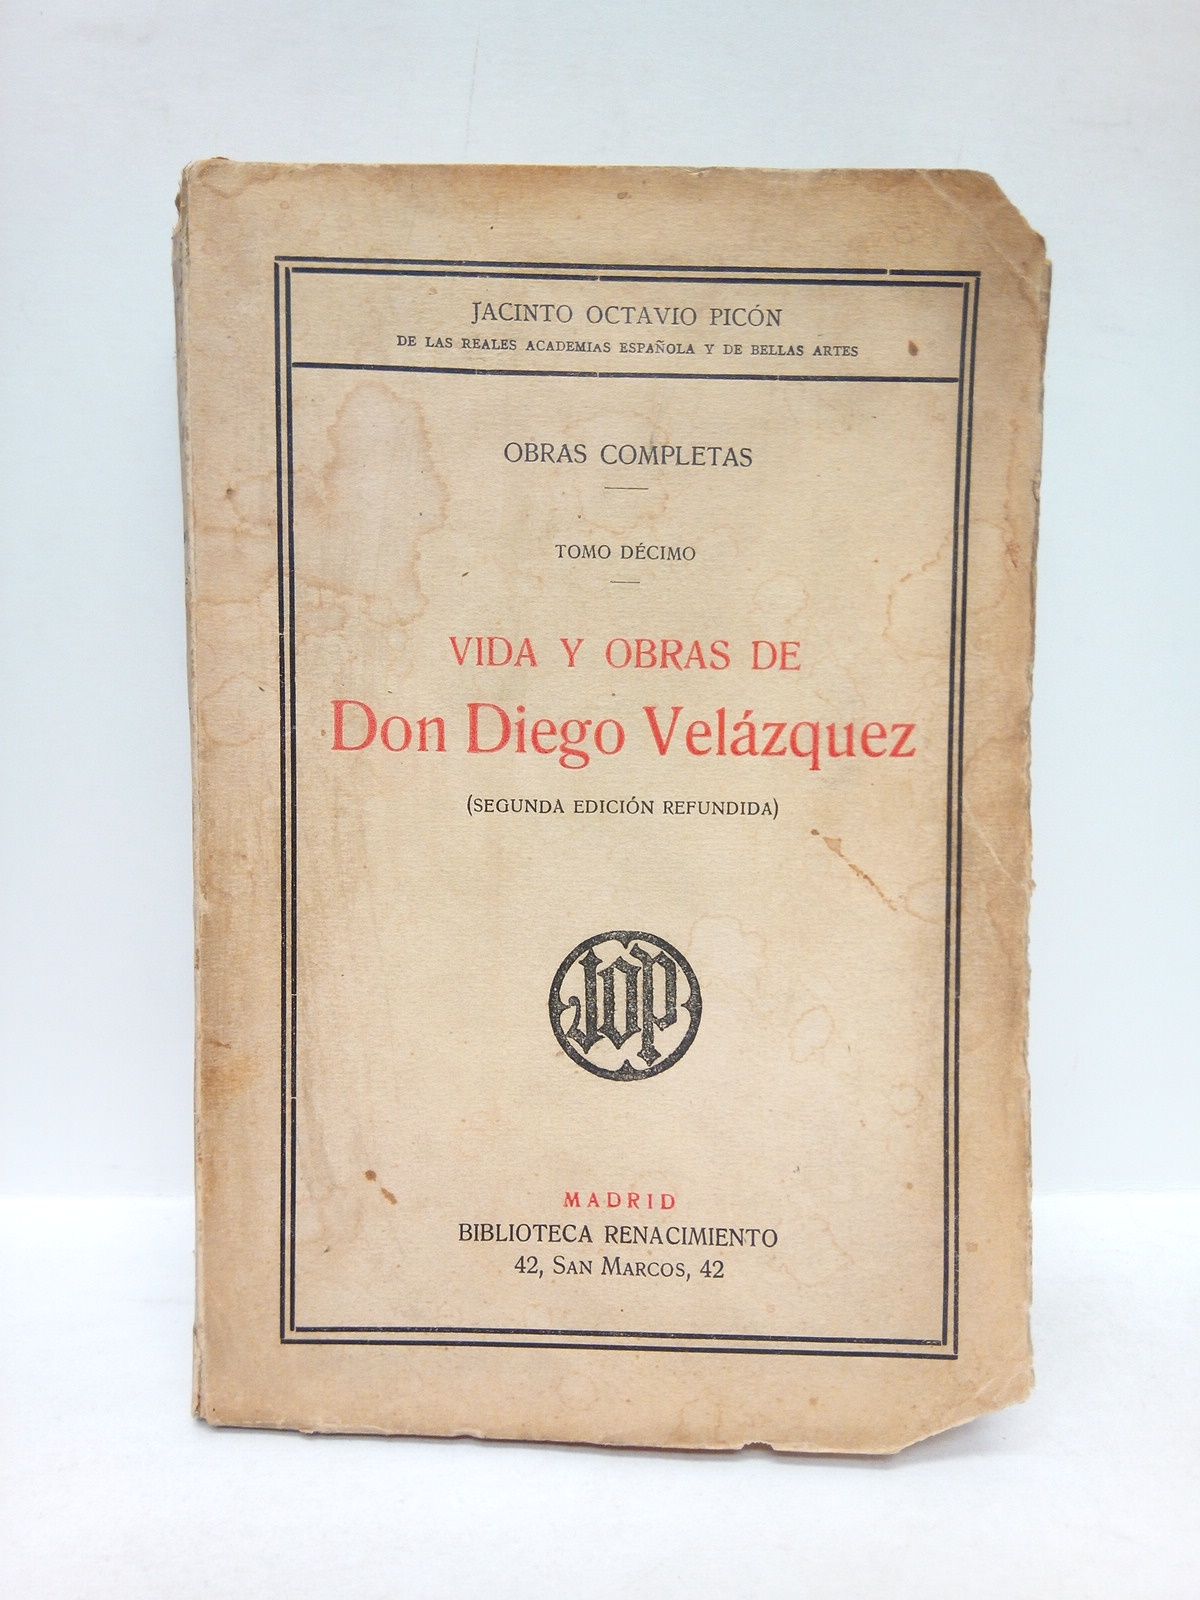 JACINTO OCTAVIO PICÓN
DE LAS REALES ACADEMIAS ESPAÑOLA Y DE BELLAS ARTES
OBRAS COMPLETAS
TOMO DÉCIMO
VIDA Y OBRAS DE
Don Diego Velázquez
(SEGUNDA EDICIÓN REFUNDIDA)
JOP
MADRID
BIBLIOTECA RENACIMIENTO
42, SAN MARCOS, 42